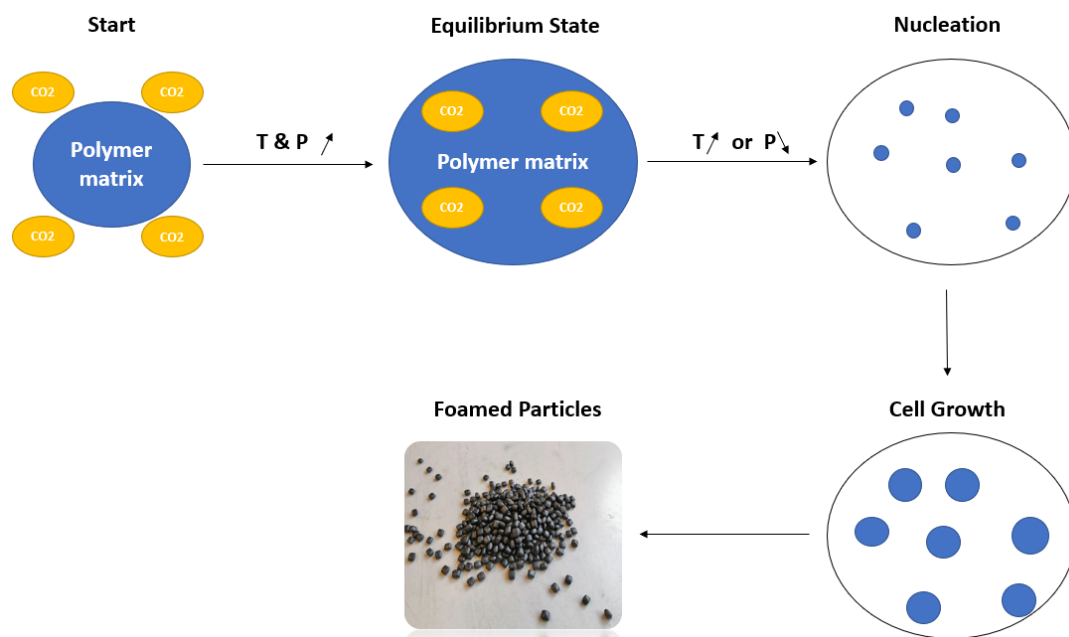 Start
Equilibrium State
Nucleation
CO2
CO2
Polymer
matrix
CO2
CO2
T & P ↗
CO2
CO2
Polymer matrix
CO2
CO2
T↗ or P↘
Foamed Particles
Cell Growth